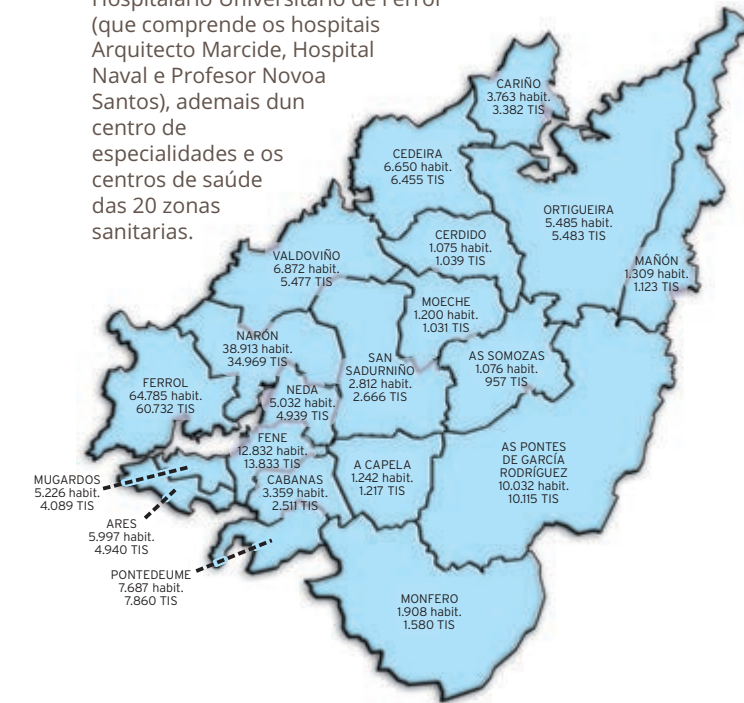 Hospitalario Universitario de Ferrol
(que comprende os hospitais
Arquitecto Marcide, Hospital
Naval e Profesor Novoa
Santos), ademais dun
centro de
especialidades e os
centros de saúde
das 20 zonas
sanitarias.
CARIÑO
3.763 habit.
3.382 TIS
CEDEIRA
6.650 habit.
6.455 TIS
ORTIGUEIRA
5.485 habit.
5.483 TIS
CERDIDO
1.075 habit.
1.039 TIS
VALDOVIÑO
6.872 habit.
5.477 TIS
MAÑÓN
1.309 habit.
1.123 TIS
MOECHE
1.200 habit.
1.031 TIS
NARÓN
38.913 habit.
34.969 TIS
SAN
SADURNIÑO
2.812 habit.
2.666 TIS
AS SOMOZAS
1.076 habit.
957 TIS
FERROL
64.785 habit.
60.732 TIS
NEDA
5.032 habit.
4.939 TIS
FENE
12.832 habit.
13.833 TIS
A CAPELA
1.242 habit.
1.217 TIS
AS PONTES
DE GARCÍA
RODRÍGUEZ
10.032 habit.
10.115 TIS
MUGARDOS
5.226 habit.
4.089 TIS
CABANAS
3.359 habit.
2.511 TIS
ARES
5.997 habit.
4.940 TIS
PONTEDEUME
7.687 habit.
7.860 TIS
MONFERO
1.908 habit.
1.580 TIS